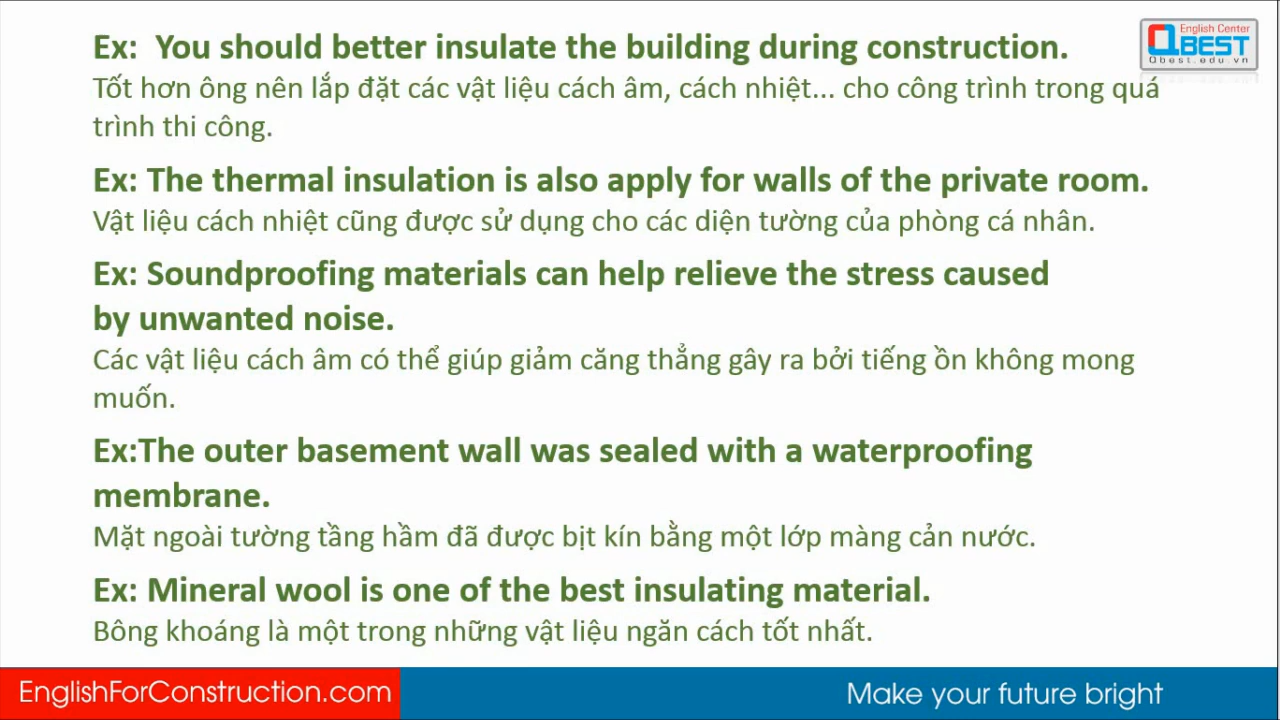 English Center
QBEST
Qbest.edu.vn
Ex: You should better insulate the building during construction.
Tốt hơn ông nên lắp đặt các vật liệu cách âm, cách nhiệt... cho công trình trong quá
trình thi công.
Ex: The thermal insulation is also apply for walls of the private room.
Vật liệu cách nhiệt cũng được sử dụng cho các diện tường của phòng cá nhân.
Ex: Soundproofing materials can help relieve the stress caused
by unwanted noise.
Các vật liệu cách âm có thể giúp giảm căng thẳng gây ra bởi tiếng ồn không mong
muốn.
Ex:The outer basement wall was sealed with a waterproofing
membrane.
Mặt ngoài tường tầng hầm đã được bịt kín bằng một lớp màng cản nước.
Ex: Mineral wool is one of the best insulating material.
Bông khoáng là một trong những vật liệu ngăn cách tốt nhất.
EnglishForConstruction.com
Make your future bright